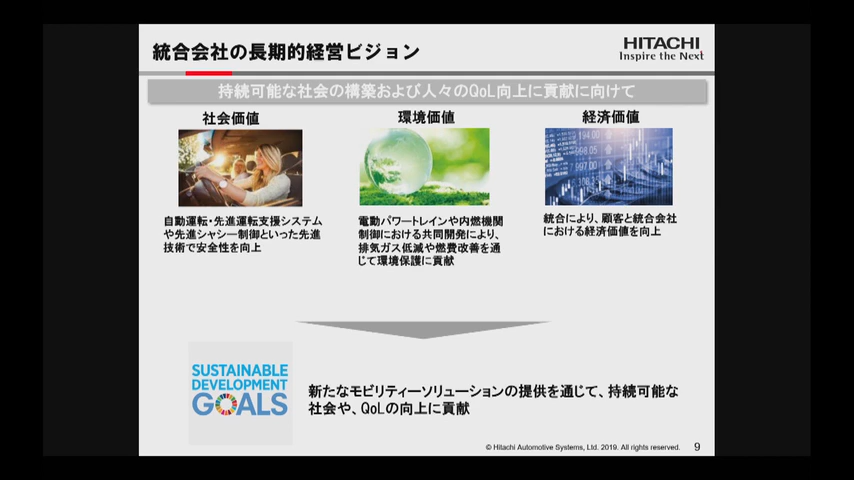 統合会社の長期的経営ビジョン
HITACHI
Inspire the Next
持続可能な社会の構築および人々のQoL向上に貢献に向けて
社会価値
環境価値
経済価値
194.00
998.05
997.00
自動運転・先進運転支援システム
や先進シャシー制御といった先進
技術で安全性を向上
電動パワートレインや内燃機関
制御における共同開発により、
排気ガス低減や燃費改善を通
じて環境保護に貢献
統合により、顧客と統合会社
における経済価値を向上
SUSTAINABLE
DEVELOPMENT
GOALS
新たなモビリティーソリューションの提供を通じて、持続可能な
社会や、QoLの向上に貢献
© Hitachi Automotive Systems, Ltd. 2019. All rights reserved.
9